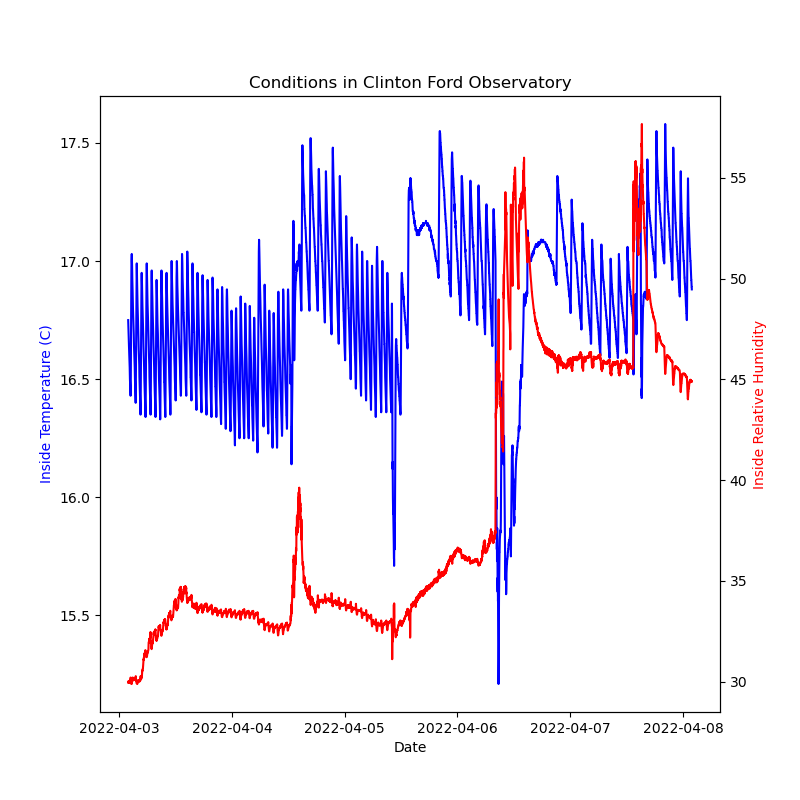 Conditions in Clinton Ford Observatory
Inside Temperature (C)
17.5
17.0
16.5
16.0
15.5
55
50
45
40
35
30
Inside Relative Humidity
2022-04-03 2022-04-04 2022-04-05 2022-04-06 2022-04-07 2022-04-08
Date